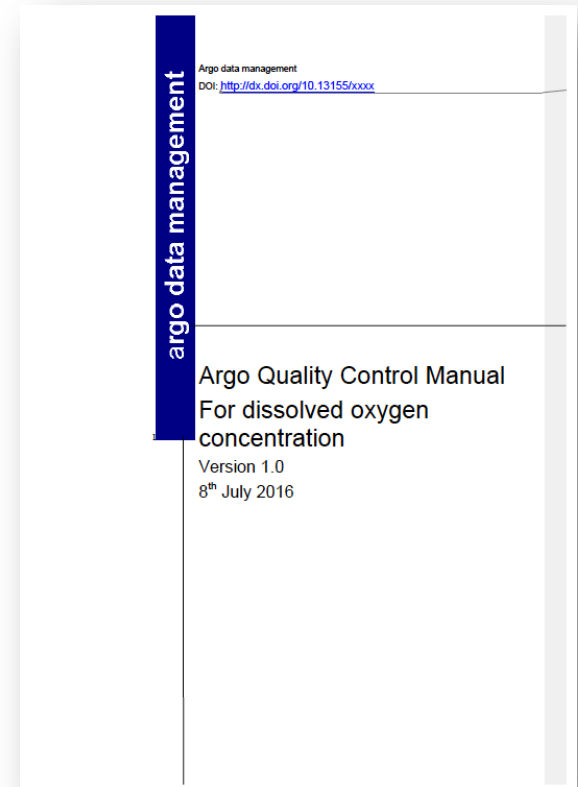 Argo data management
DOI: http://dx.doi.org/10.13155/xxxx
argo data management
Argo Quality Control Manual
For dissolved oxygen
concentration
Version 1.0
8th July 2016